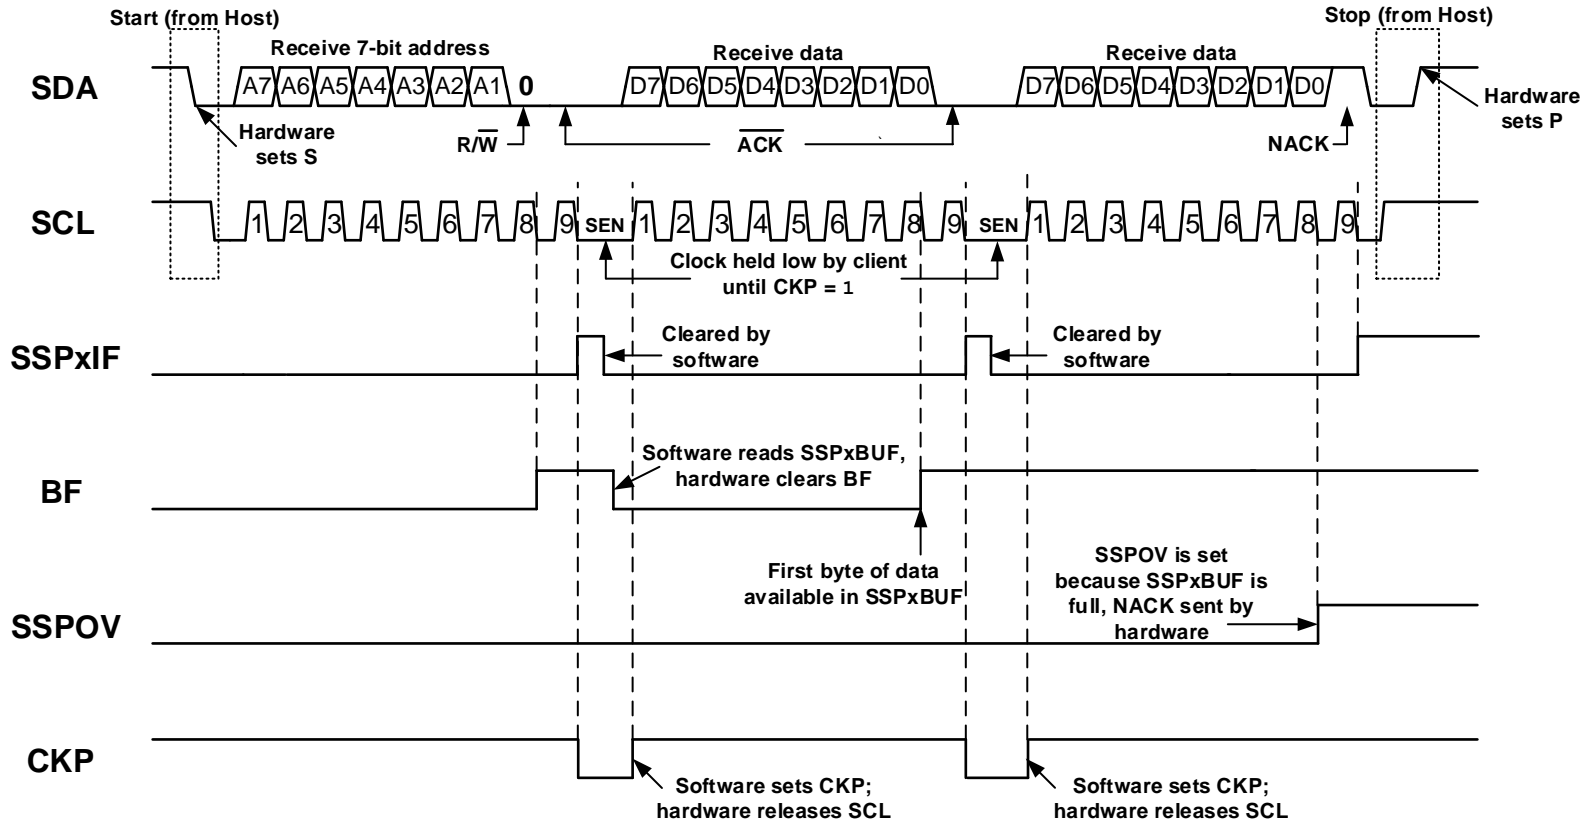 Start (from Host)
Stop (from Host)
Receive 7-bit address
Receive data
Receive data
SDA
A7 A6 A5 A4 A3 A2 A1 0
D7 D6 D5 D4 D3 D2 D1 D0
D7 D6 D5 D4 D3 D2 D1 D0
Hardware
sets S
R/W
ACK
NACK
Hardware
sets P
SCL
1 2 3 4 5 6 7 8 9 SEN 1 2 3 4 5 6 7 8 9 SEN 1 2 3 4 5 6 7 8 9
Clock held low by client
until CKP = 1
SSPxIF
Cleared by
software
Cleared by
software
BF
Software reads SSPxBUF,
hardware clears BF
First byte of data
available in SSPxBUF
SSPOV
SSPOV is set
because SSPxBUF is
full, NACK sent by
hardware
CKP
Software sets CKP;
hardware releases SCL
Software sets CKP;
hardware releases SCL